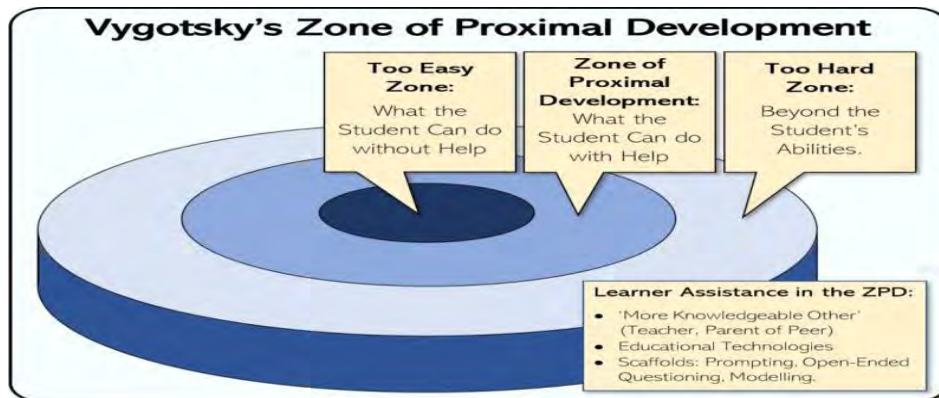 Vygotsky's Zone of Proximal Development
Too Easy
Zone:
What the
Student Can do
without Help
Zone of
Proximal
Development:
What the
Student Can do
with Help
Too Hard
Zone:
Beyond the
Student's
Abilities.
Learner Assistance in the ZPD:
• 'More Knowledgeable Other'
(Teacher, Parent of Peer)
• Educational Technologies
• Scaffolds: Prompting, Open-Ended
Questioning, Modelling.